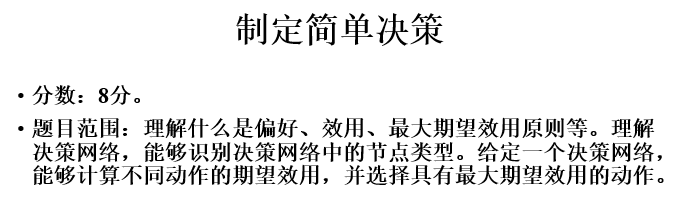 制定简单决策
• 分数：8分。
• 题目范围：理解什么是偏好、效用、最大期望效用原则等。理解
决策网络，能够识别决策网络中的节点类型。给定一个决策网络，
能够计算不同动作的期望效用，并选择具有最大期望效用的动作。